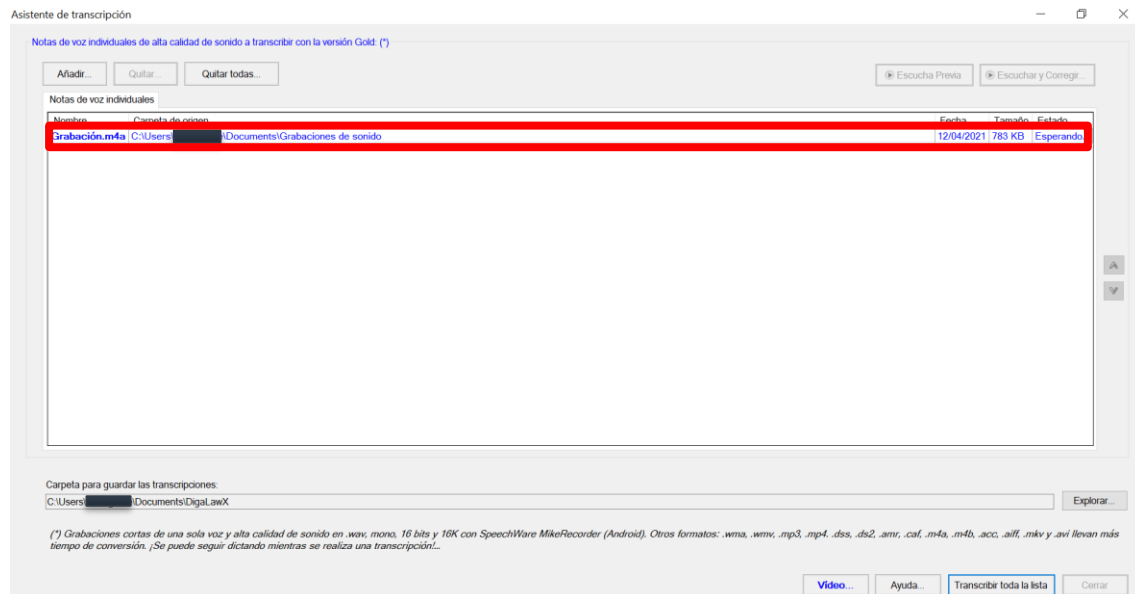 Asistente de transcripción
Notas de voz individuales de alta calidad de sonido a transcribir con la versión Gold: (*)
Añadir... Quitar... Quitar todas... Escucha Previa Escuchar y Corregir...
Notas de voz individuales
Nombre Carpeta de origen Fecha Tamaño Estado
Grabación.m4a C:\Users\ \Documents\Grabaciones de sonido 12/04/2021 783 KB Esperando.
Carpeta para guardar las transcripciones:
C:\Users\ \Documents\DigaLawX Explorar...
(*) Grabaciones cortas de una sola voz y alta calidad de sonido en .wav, mono, 16 bits y 16K con SpeechWare MikeRecorder (Android). Otros formatos: .wma, .wmv, .mp3, .mp4. .dss, .ds2, .amr, .caf, .m4a, .m4b, .acc, .aiff, .mkv y .avi llevan más
tiempo de conversión. ¡Se puede seguir dictando mientras se realiza una transcripción!...
Vídeo... Ayuda... Transcribir toda la lista Cerrar